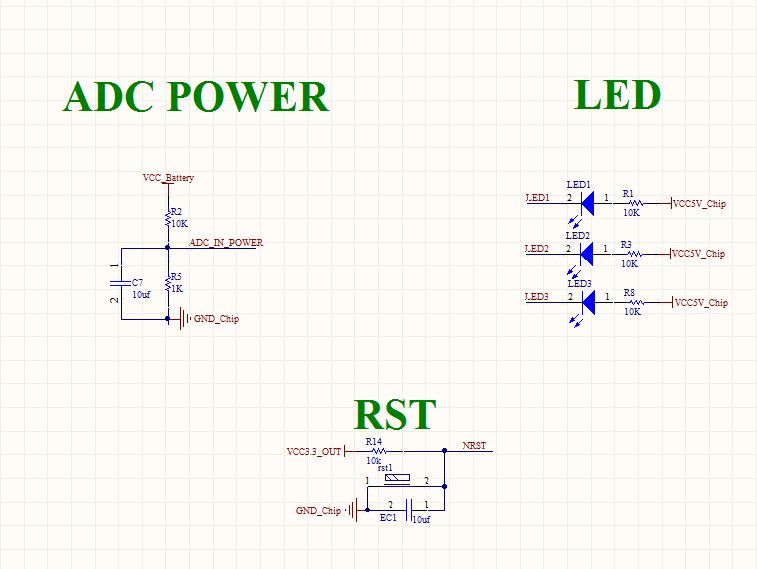 ADC POWER
LED
VCC_Battery
R2
10K
ADC_IN_POWER
1
C7
10uf
2
R5
1K
GND_Chip
LED1
LED1
2
1
R1
10K
VCC5V_Chip
LED2
LED2
2
1
R3
10K
VCC5V_Chip
LED3
LED3
2
1
R8
10K
VCC5V_Chip
RST
VCC3.3_OUT
R14
10k
NRST
rst1
1
2
GND_Chip
2
1
EC1
10uf